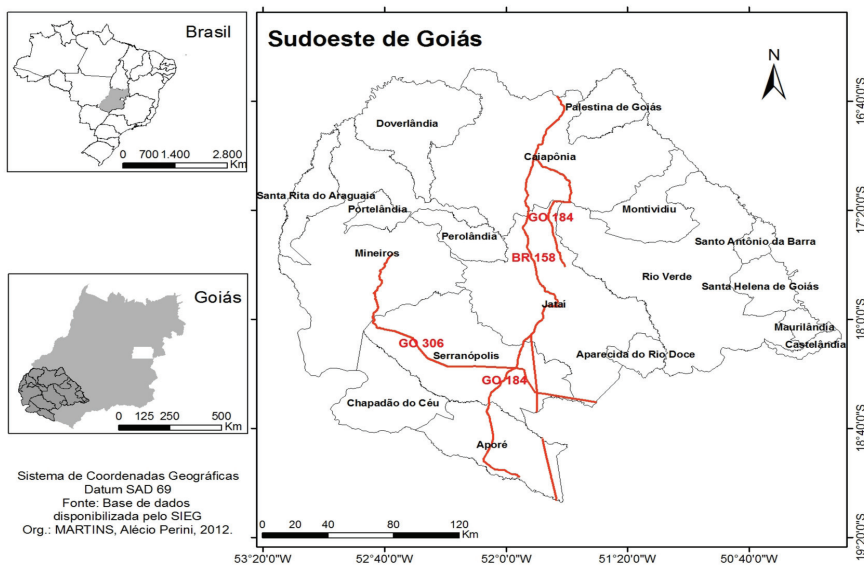 Brasil
0 700 1.400 2.800
Km
Goiás
0 125 250 500
Km
Sistema de Coordenadas Geográficas
Datum SAD 69
Fonte: Base de dados
disponibilizada pelo SIEG
Org.: MARTINS, Alécio Perini, 2012.
Sudoeste de Goiás
N
Palestina de Goiás
Doverlândia
Caiapônia
Santa Rita do Araguaia
Portelândia
GO 184
Montividiu
Perolândia
Santo Antônio da Barra
Mineiros
BR 158
Rio Verde
Santa Helena de Goiás
Jataí
Maurilândia
GO 306
Castelândia
Serranópolis
Aparecida do Rio Doce
GO 184
Chapadão do Céu
Aporé
0 20 40 80 120
Km
16°40'0"S
17°20'0"S
18°0'0"S
18°40'0"S
19°20'0"S
53°20'0"W 52°40'0"W 52°0'0"W 51°20'0"W 50°40'0"W